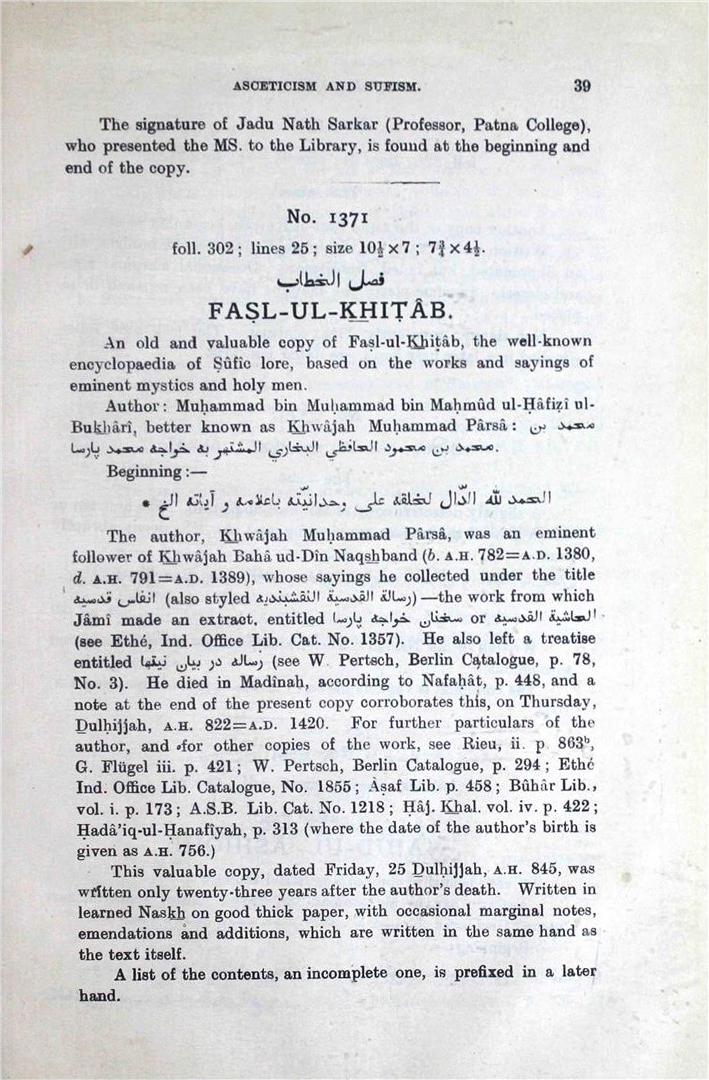 ASCETICISM AND SUFISM. 39
The signature of Jadu Nath Sarkar (Professor, Patna College),
who presented the MS. to the Library, is found at the beginning and
end of the copy.
No. 1371
foll. 302; lines 25; size 10½ × 7; 7¾ × 4½.
فصل الخطاب
FAṢL-UL-KHIṬÂB.
An old and valuable copy of Faṣl-ul-Khiṭâb, the well-known
encyclopaedia of Ṣûfic lore, based on the works and sayings of
eminent mystics and holy men.
Author: Muḥammad bin Muḥammad bin Maḥmûd ul-Ḥâfiẓî ul-
Bukhârî, better known as Khwâjah Muḥammad Pârsâ: محمد بن
محمد بن محمود الحافظي البخاري المشتهر به خواجه محمد پارسا.
Beginning:—
الحمد لله الدّال لخلقه على وحدانيّته باعلامه و آياته الخ *
The author, Khwâjah Muḥammad Pârsâ, was an eminent
follower of Khwâjah Bahâ ud-Dîn Naqshband (b. A.H. 782=A.D. 1380,
d. A.H. 791=A.D. 1389), whose sayings he collected under the title
انفاس قدسيه (also styled رسالة القدسية النقشبنديه)—the work from which
Jâmî made an extract, entitled سخنان خواجه پارسا or الحاشية القدسيه
(see Ethé, Ind. Office Lib. Cat. No. 1357). He also left a treatise
entitled رساله در بيان (see W. Pertsch, Berlin Catalogue, p. 78,
No. 3). He died in Madînah, according to Nafaḥât, p. 448, and a
note at the end of the present copy corroborates this, on Thursday,
Ḏulḥijjah, A.H. 822=A.D. 1420. For further particulars of the
author, and for other copies of the work, see Rieu, ii. p. 863ᵇ,
G. Flügel iii. p. 421; W. Pertsch, Berlin Catalogue, p. 294; Ethé
Ind. Office Lib. Catalogue, No. 1855; Âṣaf Lib. p. 458; Bûhâr Lib.,
vol. i. p. 173; A.S.B. Lib. Cat. No. 1218; Ḥâj. Khal. vol. iv. p. 422;
Ḥadâ'iq-ul-Ḥanafîyah, p. 313 (where the date of the author's birth is
given as A.H. 756.)
This valuable copy, dated Friday, 25 Ḏulḥijjah, A.H. 845, was
written only twenty-three years after the author's death. Written in
learned Naskh on good thick paper, with occasional marginal notes,
emendations and additions, which are written in the same hand as
the text itself.
A list of the contents, an incomplete one, is prefixed in a later
hand.